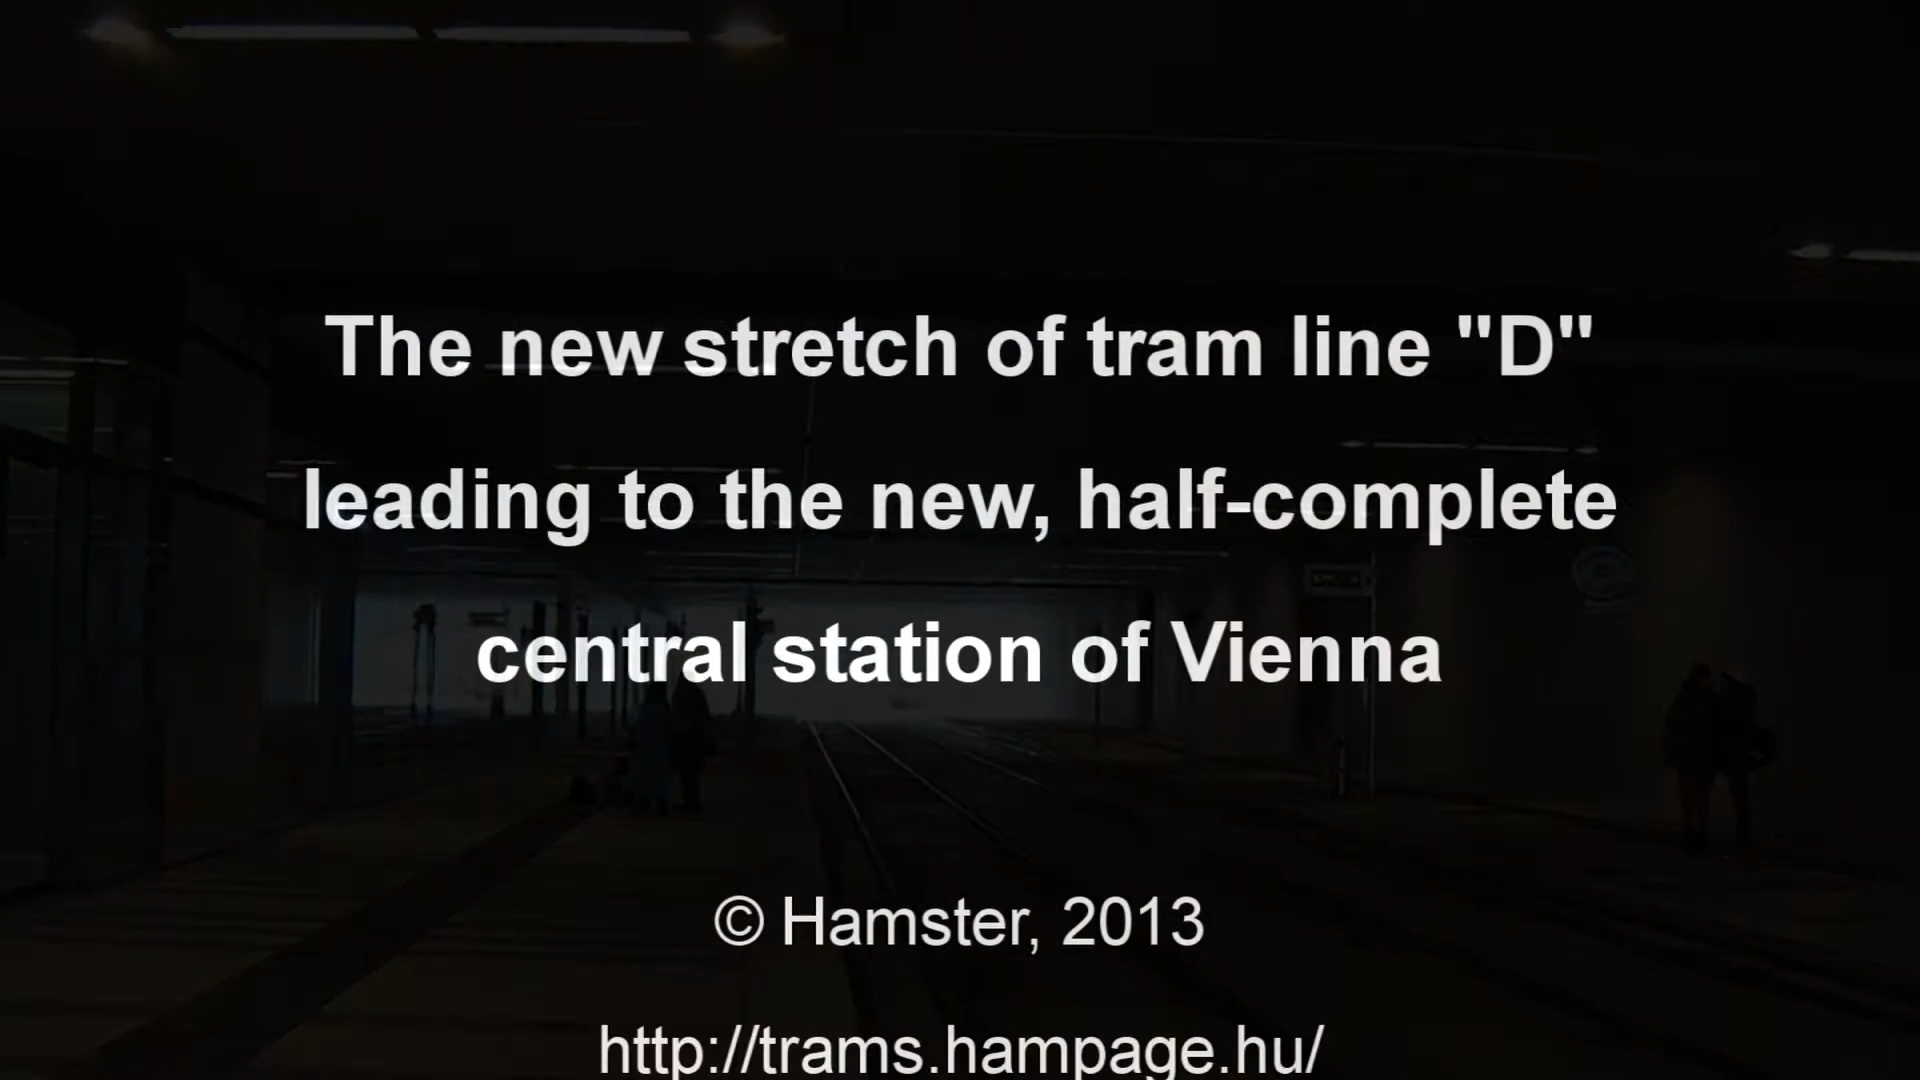 The new stretch of tram line "D"
leading to the new, half-complete
central station of Vienna
© Hamster, 2013
http://trams.hampage.hu/